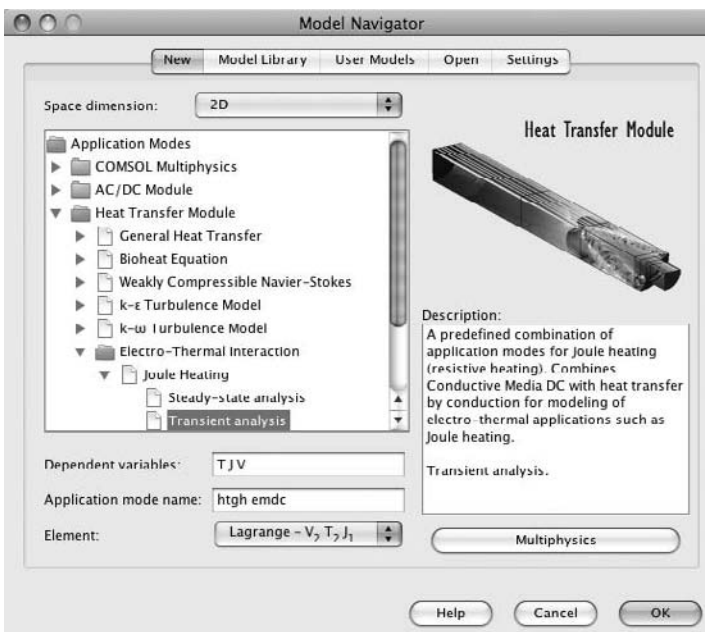 Model Navigator
New Model Library User Models Open Settings
Space dimension: 2D
Application Modes
COMSOL Multiphysics
AC/DC Module
Heat Transfer Module
General Heat Transfer
Bioheat Equation
Weakly Compressible Navier-Stokes
k-ε Turbulence Model
k-ω Turbulence Model
Electro-Thermal Interaction
Joule Heating
Steady-state analysis
Transient analysis
Dependent variables: T J V
Application mode name: htgh emdc
Element: Lagrange - V₂ T₂ J₁
Heat Transfer Module
Description:
A predefined combination of
application modes for Joule heating
(resistive heating). Combines
Conductive Media DC with heat transfer
by conduction for modeling of
electro-thermal applications such as
Joule heating.
Transient analysis.
Multiphysics
Help Cancel OK